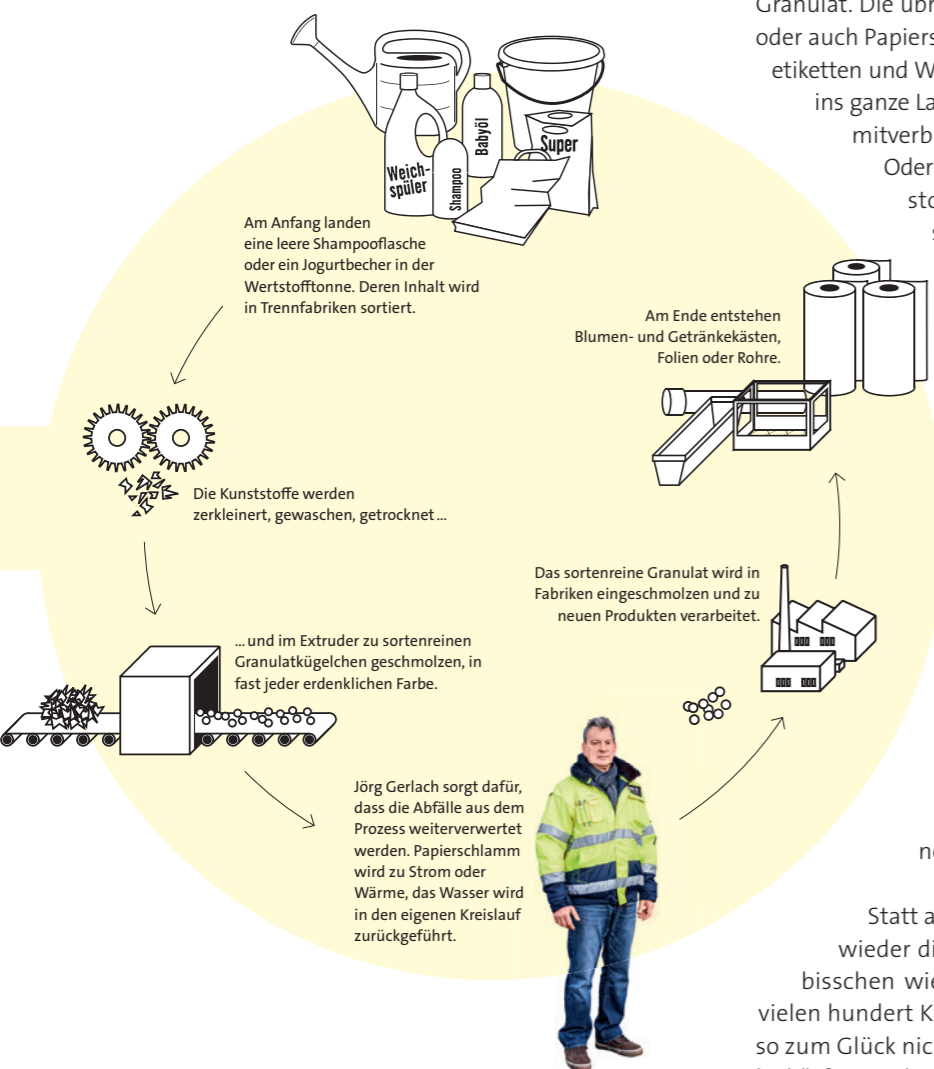 Granulat. Die übr
oder auch Papiers
etiketten und W
ins ganze La
mitverb
Oder
sto
s
Weich-
spüler
Shampoo
Babyöl
Super
Am Anfang landen
eine leere Shampooflasche
oder ein Jogurtbecher in der
Wertstofftonne. Deren Inhalt wird
in Trennfabriken sortiert.
Die Kunststoffe werden
zerkleinert, gewaschen, getrocknet ...
... und im Extruder zu sortenreinen
Granulatkügelchen geschmolzen, in
fast jeder erdenklichen Farbe.
Jörg Gerlach sorgt dafür,
dass die Abfälle aus dem
Prozess weiterverwertet
werden. Papierschlamm
wird zu Strom oder
Wärme, das Wasser wird
in den eigenen Kreislauf
zurückgeführt.
Das sortenreine Granulat wird in
Fabriken eingeschmolzen und zu
neuen Produkten verarbeitet.
Am Ende entstehen
Blumen- und Getränkekästen,
Folien oder Rohre.
ne
Statt a
wieder di
bisschen wie
vielen hundert K
so zum Glück nic